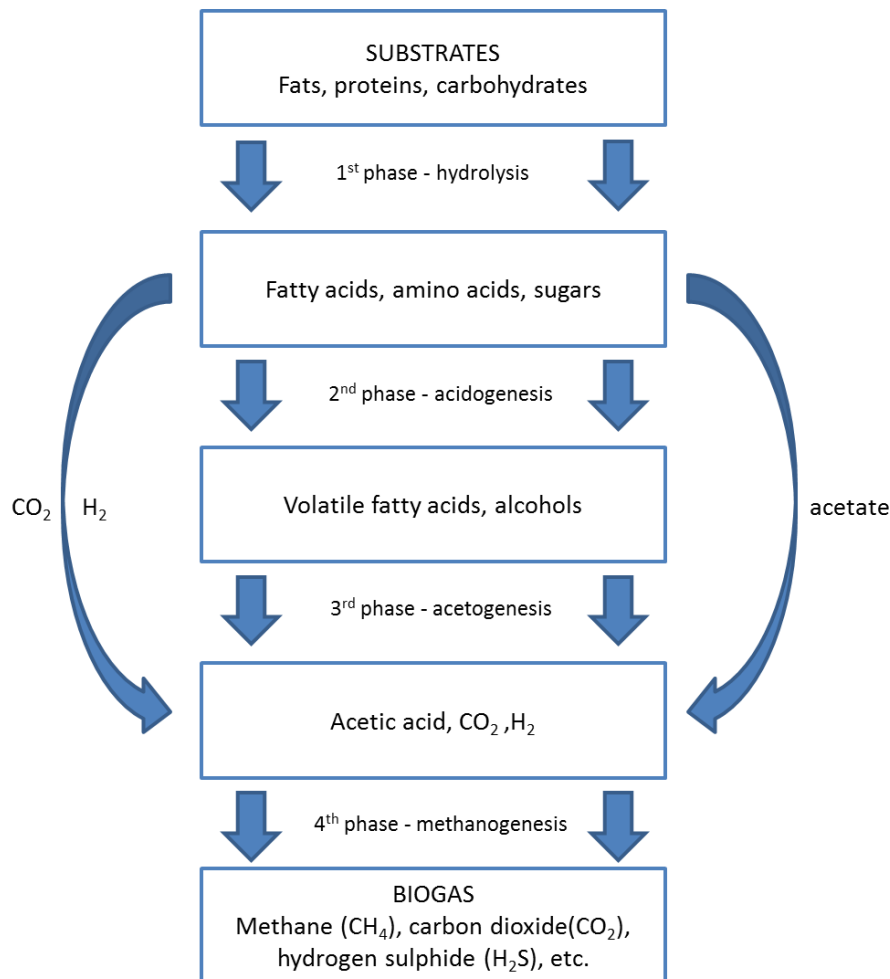 SUBSTRATES
Fats, proteins, carbohydrates
1st phase - hydrolysis
Fatty acids, amino acids, sugars
2nd phase - acidogenesis
Volatile fatty acids, alcohols
CO₂ H₂
acetate
3rd phase - acetogenesis
Acetic acid, CO₂ ,H₂
4th phase - methanogenesis
BIOGAS
Methane (CH₄), carbon dioxide(CO₂),
hydrogen sulphide (H₂S), etc.